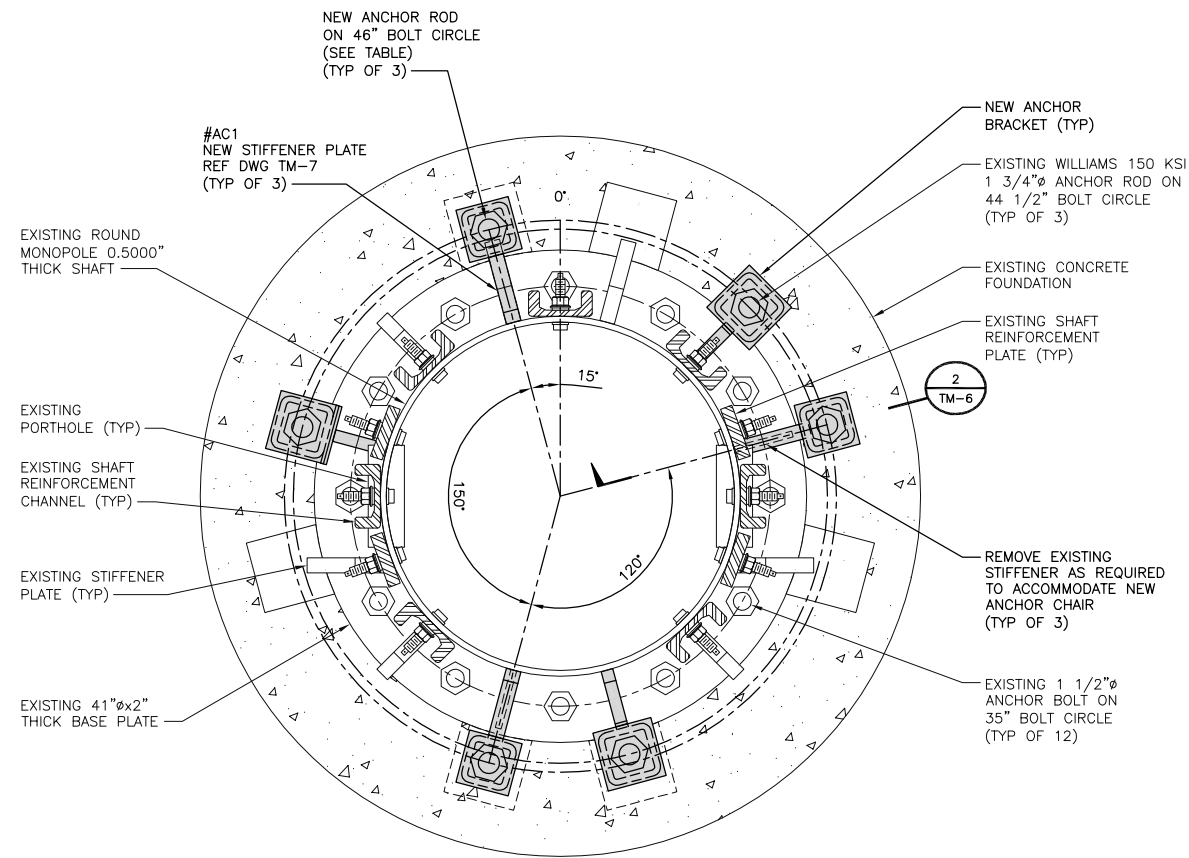 NEW ANCHOR ROD
ON 46" BOLT CIRCLE
(SEE TABLE)
(TYP OF 3)
#AC1
NEW STIFFENER PLATE
REF DWG TM-7
(TYP OF 3)
EXISTING ROUND
MONOPOLE 0.5000"
THICK SHAFT
EXISTING
PORTHOLE (TYP)
EXISTING SHAFT
REINFORCEMENT
CHANNEL (TYP)
EXISTING STIFFENER
PLATE (TYP)
EXISTING 41"øx2"
THICK BASE PLATE
0°
15°
150°
120°
NEW ANCHOR
BRACKET (TYP)
EXISTING WILLIAMS 150 KSI
1 3/4"ø ANCHOR ROD ON
44 1/2" BOLT CIRCLE
(TYP OF 3)
EXISTING CONCRETE
FOUNDATION
EXISTING SHAFT
REINFORCEMENT
PLATE (TYP)
2
TM-6
REMOVE EXISTING
STIFFENER AS REQUIRED
TO ACCOMMODATE NEW
ANCHOR CHAIR
(TYP OF 3)
EXISTING 1 1/2"ø
ANCHOR BOLT ON
35" BOLT CIRCLE
(TYP OF 12)